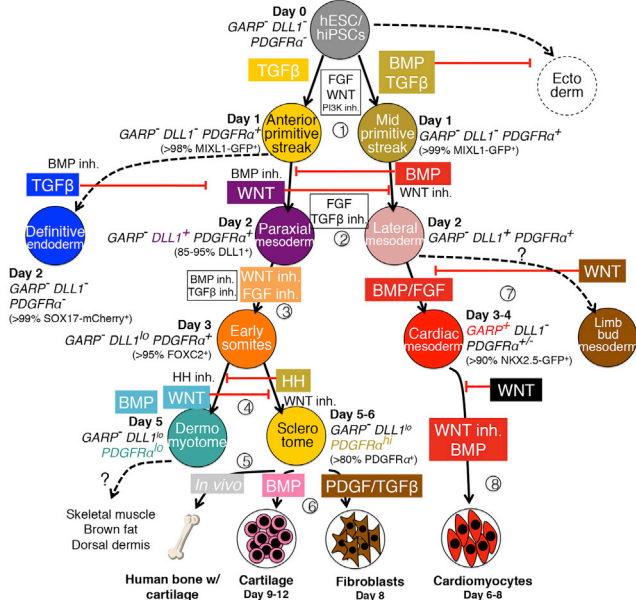 Day 0
GARP⁻ DLL1⁻
PDGFRα⁻
hESC/
hiPSCs
TGFβ
FGF
WNT
PI3K inh.
BMP
TGFβ
Ecto
derm
Day 1
GARP⁻ DLL1⁻ PDGFRα⁺
(>98% MIXL1-GFP⁺)
Anterior
primitive
streak
①
Mid
primitive
streak
Day 1
GARP⁻ DLL1⁻ PDGFRα⁺
(>99% MIXL1-GFP⁺)
BMP inh.
TGFβ
BMP inh.
WNT
BMP
WNT inh.
FGF
TGFβ inh.
②
Definitive
endoderm
Day 2
GARP⁻ DLL1⁻
PDGFRα⁻
(>99% SOX17-mCherry⁺)
Day 2
GARP⁻ DLL1⁺ PDGFRα⁺
(85-95% DLL1⁺)
Paraxial
mesoderm
Lateral
mesoderm
Day 2
GARP⁻ DLL1⁺ PDGFRα⁺
?
BMP inh.
TGFβ inh.
WNT inh.
FGF inh.
③
BMP/FGF
⑦
WNT
Day 3
GARP⁻ DLL1ˡᵒ PDGFRα⁺
(>95% FOXC2⁺)
Early
somites
Cardiac
mesoderm
Day 3-4
GARP⁺ DLL1⁻
PDGFRα⁺/⁻
(>90% NKX2.5-GFP⁺)
Limb
bud
mesoderm
HH inh.
HH
BMP
WNT
④
WNT inh.
WNT
Day 5
GARP⁻ DLL1ˡᵒ
PDGFRαˡᵒ
Dermo
myotome
Sclero
tome
Day 5-6
GARP⁻ DLL1ˡᵒ
PDGFRαʰⁱ
(>80% PDGFRα⁺)
WNT inh.
BMP
?
⑤
In vivo
BMP
⑥
PDGF/TGFβ
⑧
Skeletal muscle
Brown fat
Dorsal dermis
Human bone w/
cartilage
Cartilage
Day 9-12
Fibroblasts
Day 8
Cardiomyocytes
Day 6-8